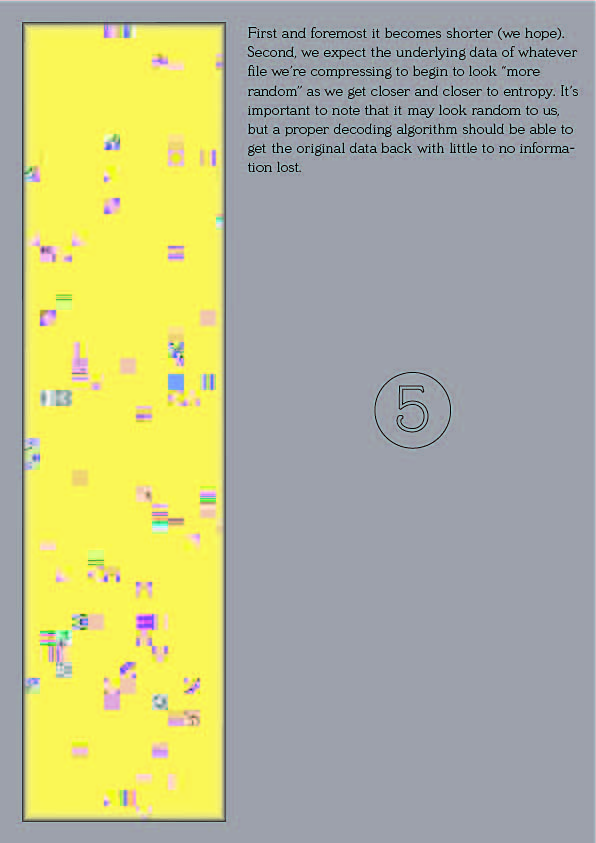 First and foremost it becomes shorter (we hope).
Second, we expect the underlying data of whatever
file we're compressing to begin to look “more
random” as we get closer and closer to entropy. It's
important to note that it may look random to us,
but a proper decoding algorithm should be able to
get the original data back with little to no informa-
tion lost.
5